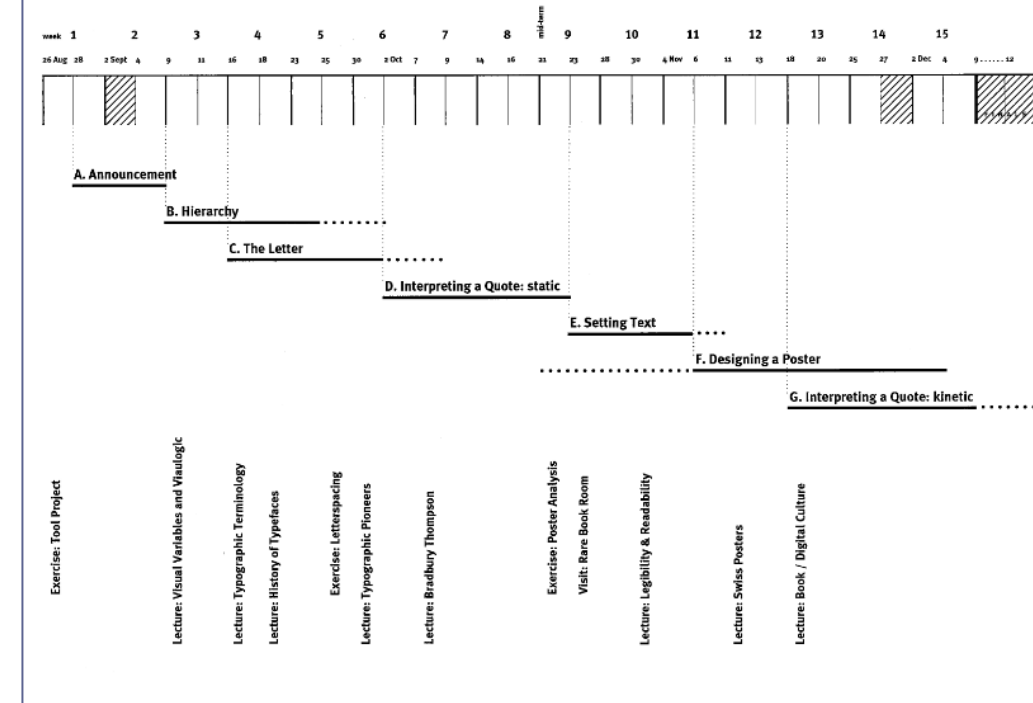 week 1 2 3 4 5 6 7 8 mid-term 9 10 11 12 13 14 15
26 Aug 28 2 Sept 4 9 11 16 18 23 25 30 2 Oct 7 9 14 16 21 23 28 30 4 Nov 6 11 13 18 20 25 27 2 Dec 4 9......12
A. Announcement
B. Hierarchy
C. The Letter
D. Interpreting a Quote: static
E. Setting Text
F. Designing a Poster
G. Interpreting a Quote: kinetic
Exercise: Tool Project
Lecture: Visual Variables and Viaulogic
Lecture: Typographic Terminology
Lecture: History of Typefaces
Exercise: Letterspacing
Lecture: Typographic Pioneers
Lecture: Bradbury Thompson
Exercise: Poster Analysis
Visit: Rare Book Room
Lecture: Legibility & Readability
Lecture: Swiss Posters
Lecture: Book / Digital Culture